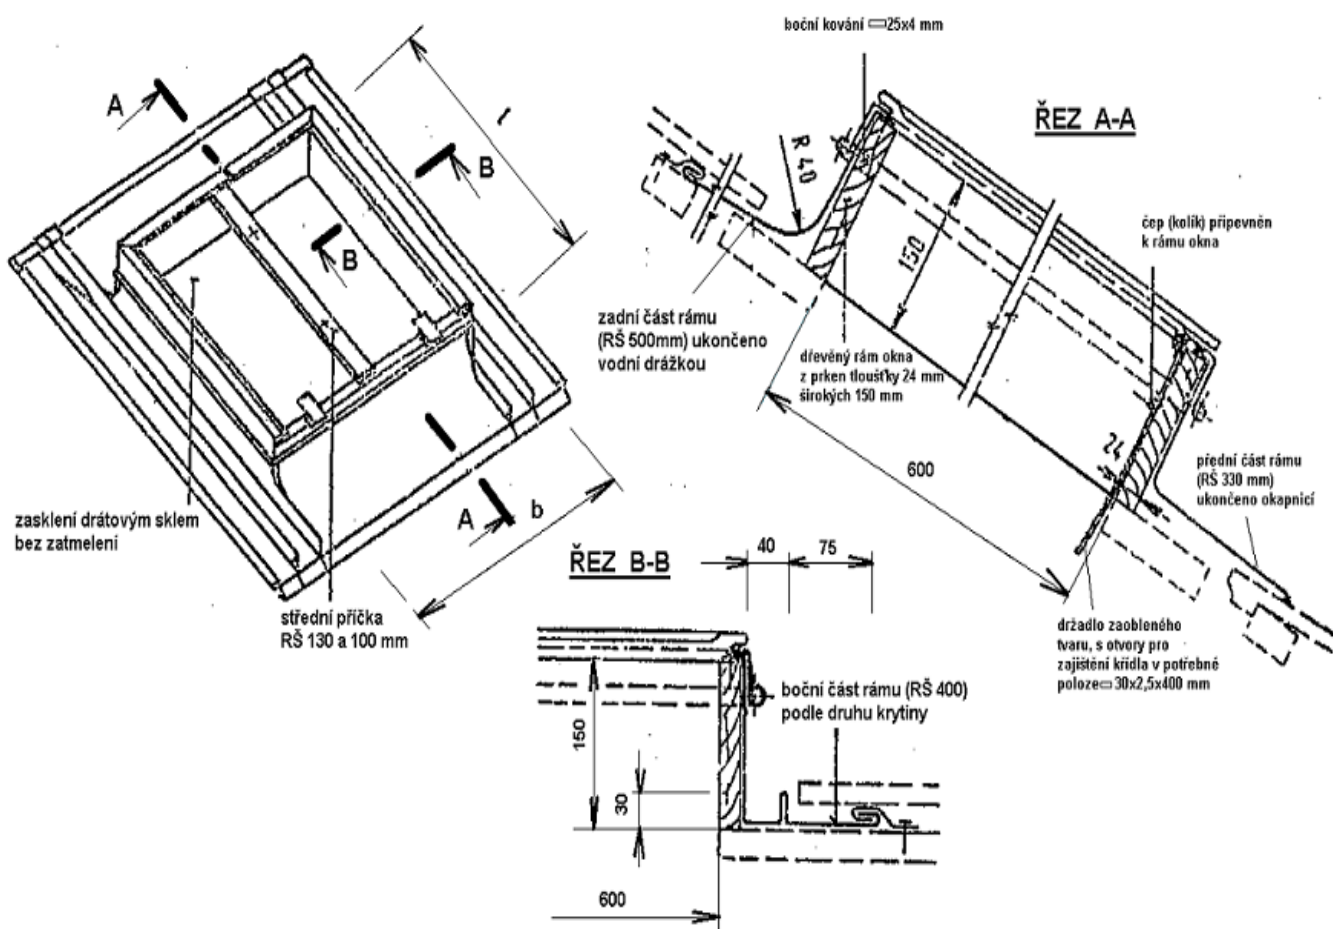 boční kování 25x4 mm
ŘEZ A-A
A
l
B
B
R 40
150
čep (kolík) připevněn
k rámu okna
zadní část rámu
(RŠ 500mm) ukončeno
vodní drážkou
dřevěný rám okna
z prken tloušťky 24 mm
širokých 150 mm
600
24
přední část rámu
(RŠ 330 mm)
ukončeno okapnicí
zasklení drátovým sklem
bez zatmelení
A
b
ŘEZ B-B
40
75
střední příčka
RŠ 130 a 100 mm
držadlo zaobleného
tvaru, s otvory pro
zajištění křídla v potřebné
poloze 30x2,5x400 mm
boční část rámu (RŠ 400)
podle druhu krytiny
150
30
600